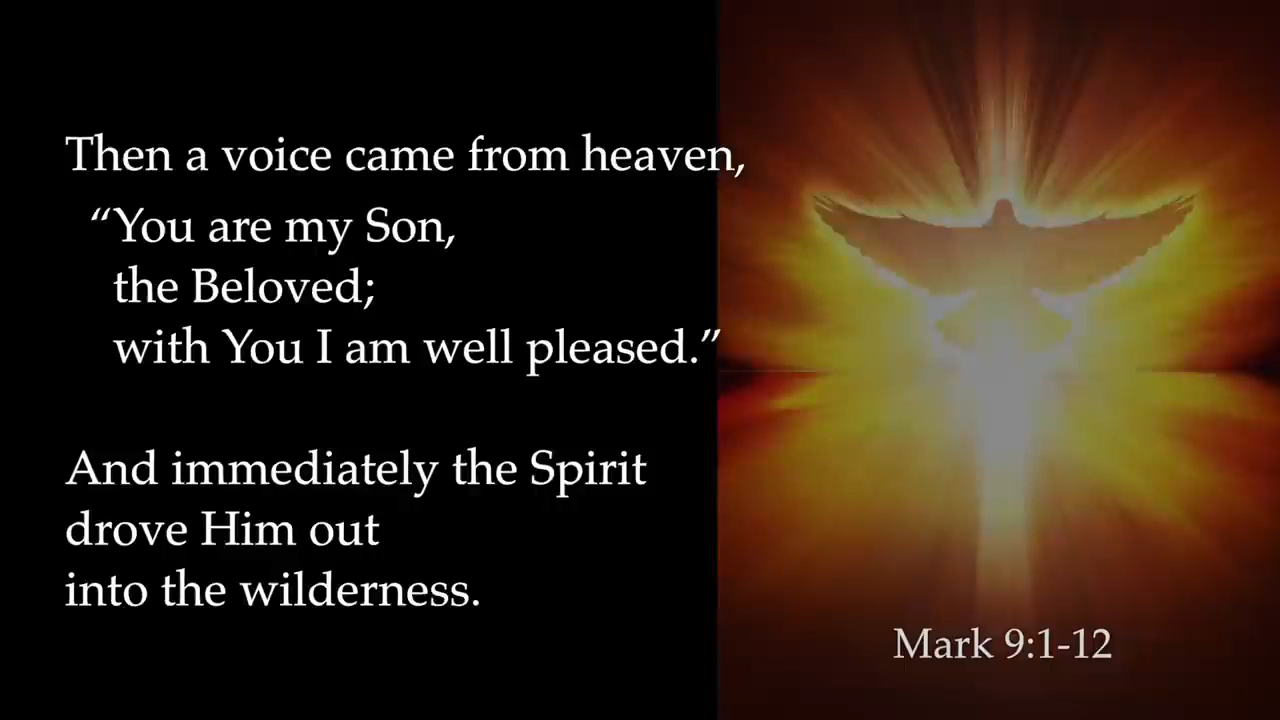 Then a voice came from heaven,
“You are my Son,
the Beloved;
with You I am well pleased.”
And immediately the Spirit
drove Him out
into the wilderness.
Mark 9:1-12